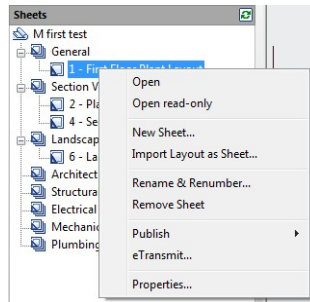 Sheets
M first test
General
1 - First Floor Plant Layout
Section V
2 - Pla
4 - Se
Landscap
6 - La
Architect
Structura
Electrical
Mechanic
Plumbing
Open
Open read-only
New Sheet...
Import Layout as Sheet...
Rename & Renumber...
Remove Sheet
Publish
eTransmit...
Properties...